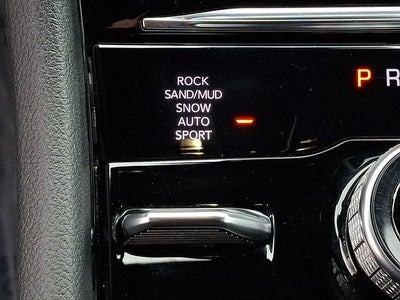 ROCK
SAND/MUD
SNOW
AUTO
SPORT
P R